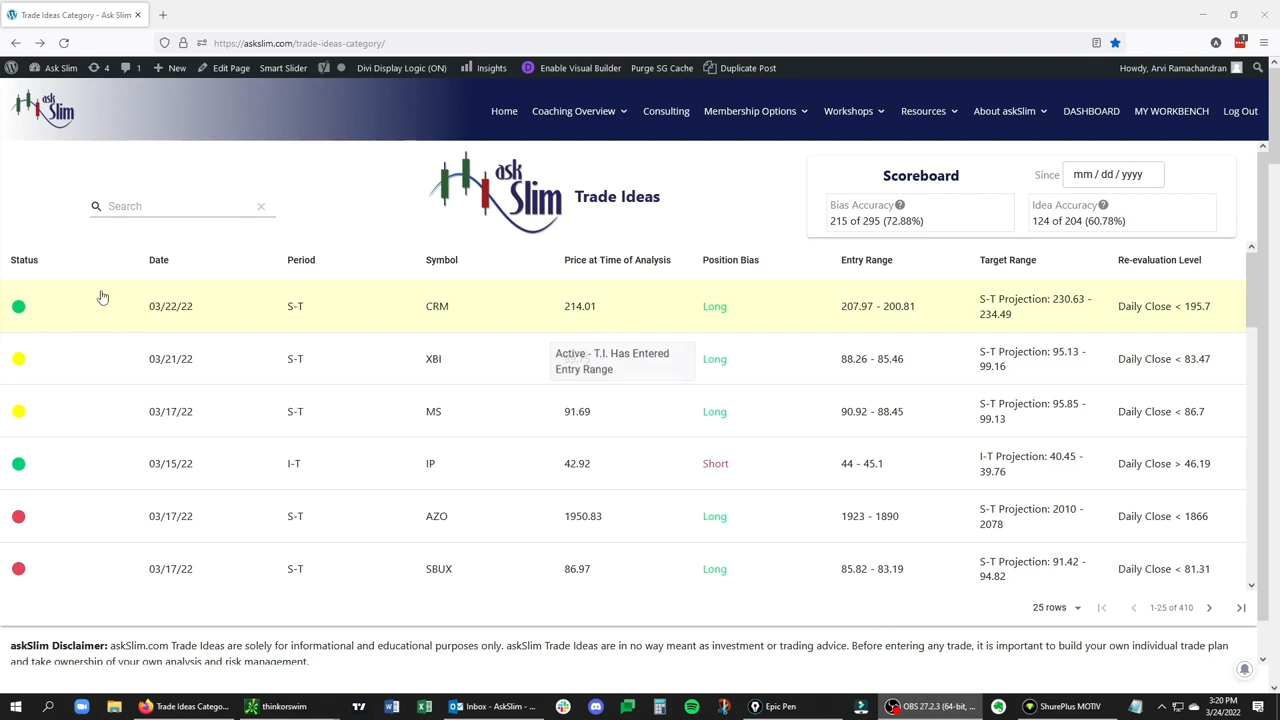 Trade Ideas Category - Ask Slim
https://askslim.com/trade-ideas-category/
1
Ask Slim 4 1 New Edit Page Smart Slider Divi Display Logic (ON) Insights D Enable Visual Builder Purge SG Cache Duplicate Post Howdy, Arvi Ramachandran
ask Slim
Home Coaching Overview Consulting Membership Options Workshops Resources About askSlim DASHBOARD MY WORKBENCH Log Out
Search
ask Slim Trade Ideas
Scoreboard Since mm / dd / yyyy
Bias Accuracy Idea Accuracy
215 of 295 (72.88%) 124 of 204 (60.78%)
Status Date Period Symbol Price at Time of Analysis Position Bias Entry Range Target Range Re-evaluation Level
03/22/22 S-T CRM 214.01 Long 207.97 - 200.81 S-T Projection: 230.63 - 234.49 Daily Close < 195.7
03/21/22 S-T XBI Long 88.26 - 85.46 S-T Projection: 95.13 - 99.16 Daily Close < 83.47
Active - T.I. Has Entered
Entry Range
03/17/22 S-T MS 91.69 Long 90.92 - 88.45 S-T Projection: 95.85 - 99.13 Daily Close < 86.7
03/15/22 I-T IP 42.92 Short 44 - 45.1 I-T Projection: 40.45 - 39.76 Daily Close > 46.19
03/17/22 S-T AZO 1950.83 Long 1923 - 1890 S-T Projection: 2010 - 2078 Daily Close < 1866
03/17/22 S-T SBUX 86.97 Long 85.82 - 83.19 S-T Projection: 91.42 - 94.82 Daily Close < 81.31
25 rows 1-25 of 410
askSlim Disclaimer: askSlim.com Trade Ideas are solely for informational and educational purposes only. askSlim Trade Ideas are in no way meant as investment or trading advice. Before entering any trade, it is important to build your own individual trade plan
and take ownership of your own analysis and risk management.
Trade Ideas Catego... thinkorswim Inbox - AskSlim - ... Epic Pen OBS 27.2.3 (64-bit, ... ShurePlus MOTIV 3:20 PM
3/24/2022